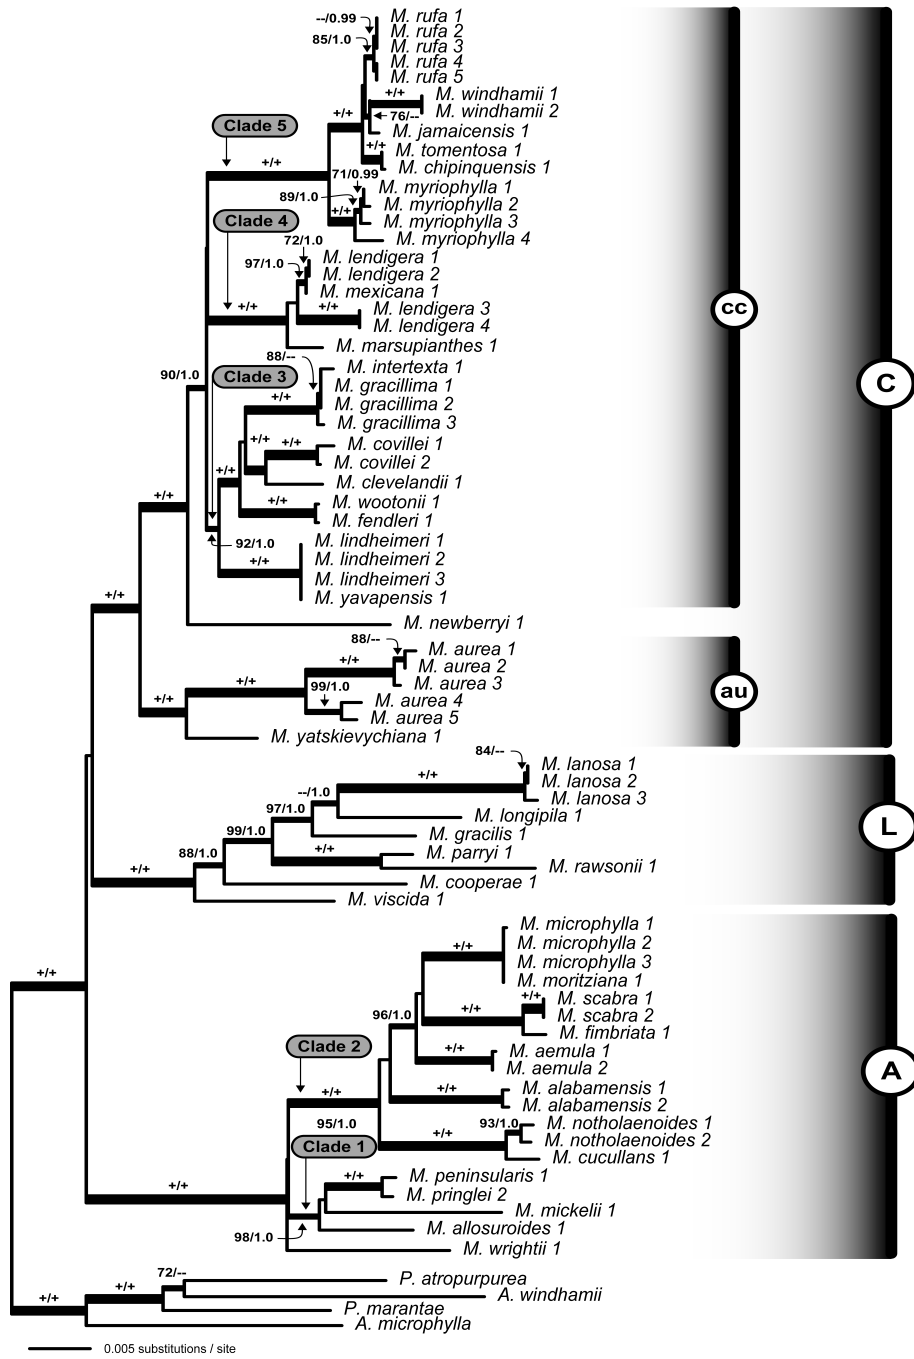 --/0.99
M. rufa 1
M. rufa 2
85/1.0
M. rufa 3
M. rufa 4
M. rufa 5
+/+
M. windhamii 1
M. windhamii 2
+/+
76/--
Clade 5
M. jamaicensis 1
+/+
M. tomentosa 1
+/+
M. chipinquensis 1
71/0.99
M. myriophylla 1
89/1.0
M. myriophylla 2
+/+
M. myriophylla 3
Clade 4
M. myriophylla 4
72/1.0
M. lendigera 1
97/1.0
M. lendigera 2
M. mexicana 1
+/+
+/+
M. lendigera 3
M. lendigera 4
cc
M. marsupianthes 1
88/--
M. intertexta 1
90/1.0
Clade 3
C
M. gracillima 1
+/+
M. gracillima 2
M. gracillima 3
+/+
+/+
M. covillei 1
M. covillei 2
+/+
M. clevelandii 1
+/+
+/+
M. wootonii 1
M. fendleri 1
92/1.0
M. lindheimeri 1
M. lindheimeri 2
+/+
M. lindheimeri 3
M. yavapensis 1
+/+
M. newberryi 1
88/--
M. aurea 1
+/+
M. aurea 2
M. aurea 3
+/+
99/1.0
au
M. aurea 4
+/+
M. aurea 5
M. yatskievychiana 1
84/--
M. lanosa 1
+/+
M. lanosa 2
--/1.0
M. lanosa 3
97/1.0
M. longipila 1
L
99/1.0
M. gracilis 1
88/1.0
+/+
M. parryi 1
M. rawsonii 1
+/+
M. cooperae 1
M. viscida 1
M. microphylla 1
+/+
M. microphylla 2
M. microphylla 3
+/+
M. moritziana 1
+/+
M. scabra 1
+/+
M. scabra 2
96/1.0
M. fimbriata 1
Clade 2
+/+
M. aemula 1
M. aemula 2
A
+/+
+/+
M. alabamensis 1
M. alabamensis 2
95/1.0
93/1.0
M. notholaenoides 1
+/+
M. notholaenoides 2
Clade 1
M. cucullans 1
+/+
+/+
M. peninsularis 1
M. pringlei 2
M. mickelii 1
98/1.0
M. allosuroides 1
M. wrightii 1
72/--
P. atropurpurea
+/+
A. windhamii
+/+
P. marantae
A. microphylla
0.005 substitutions / site